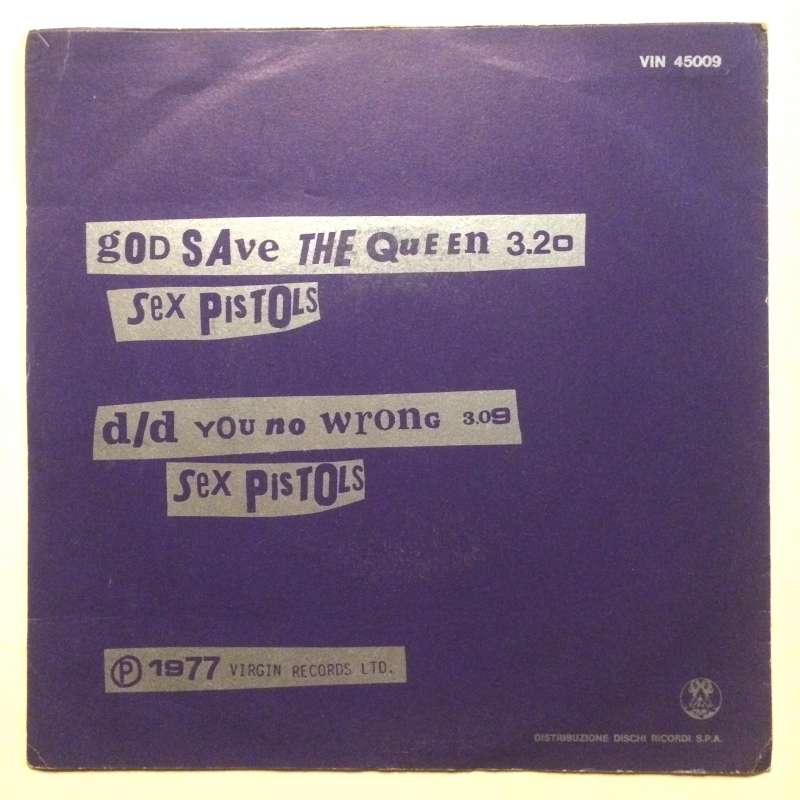 VIN 45009
gOD SAve THE QuEEn 3.20
Sex PisTOLS
d/d YOU no wronG 3.09
Sex PisTOLS
Ⓟ 1977 VIRGIN RECORDS LTD.
DISTRIBUZIONE DISCHI RICORDI S.P.A.